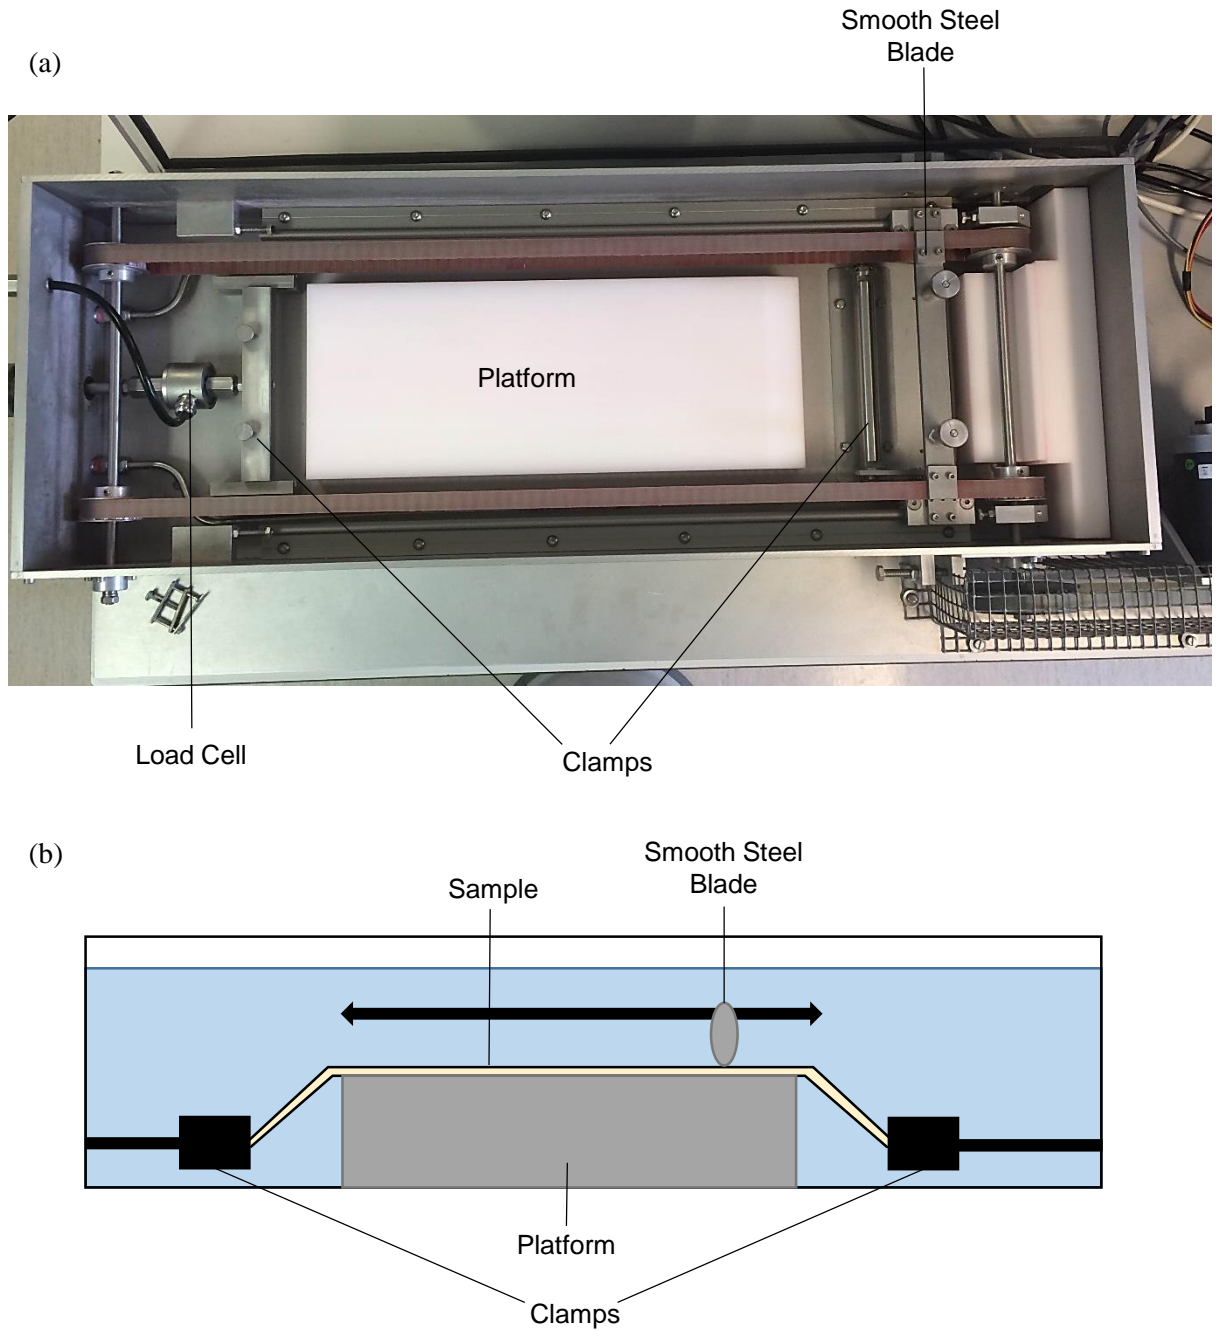 Smooth Steel
Blade
(a)
Platform
Load Cell
Clamps
(b)
Smooth Steel
Blade
Sample
Platform
Clamps